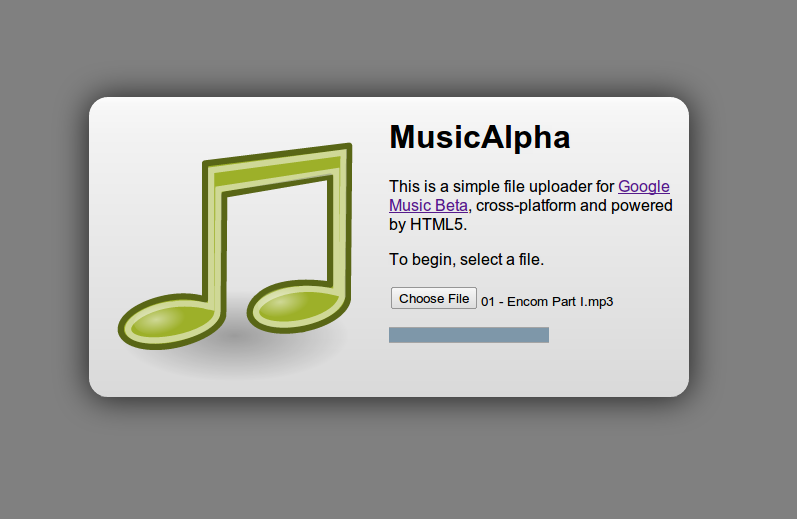 MusicAlpha
This is a simple file uploader for Google
Music Beta, cross-platform and powered
by HTML5.
To begin, select a file.
Choose File 01 - Encom Part I.mp3